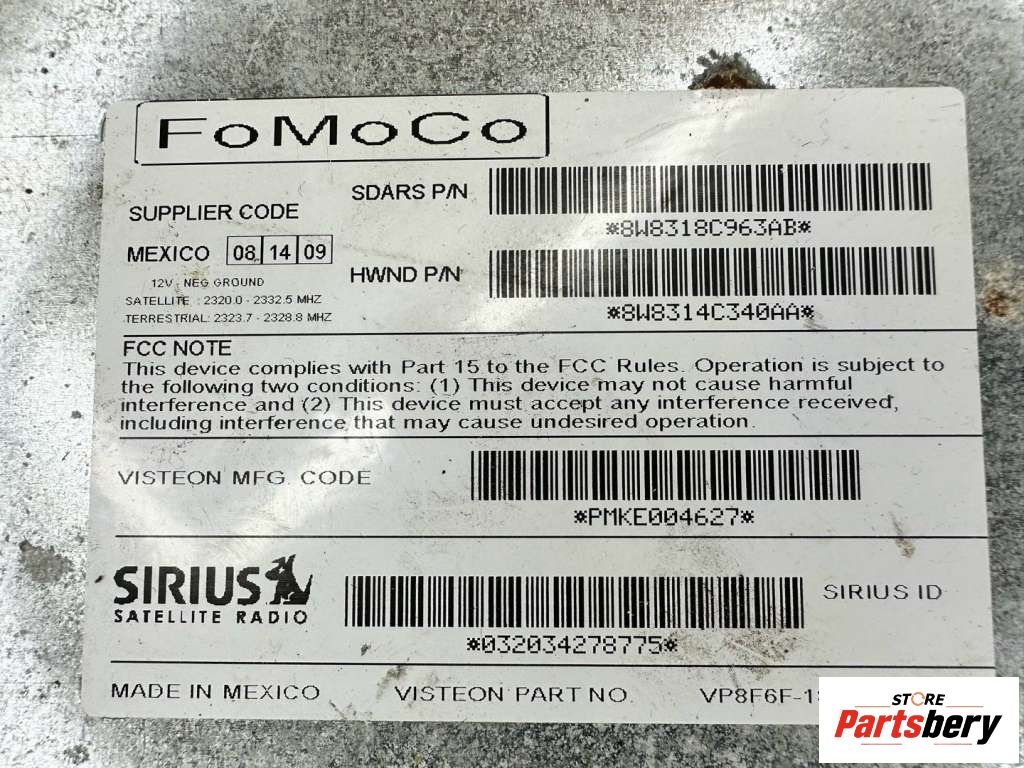 FoMoCo
SDARS P/N
*8W8318C963AB*
SUPPLIER CODE
MEXICO 08 14 09
HWND P/N
*8W8314C340AA*
12V NEG GROUND
SATELLITE : 2320.0 - 2332.5 MHZ
TERRESTRIAL: 2323.7 - 2328.8 MHZ
FCC NOTE
This device complies with Part 15 to the FCC Rules. Operation is subject to
the following two conditions: (1) This device may not cause harmful
interference and (2) This device must accept any interference received,
including interference that may cause undesired operation.
VISTEON MFG. CODE
*PMKE004627*
SIRIUS
SATELLITE RADIO
*032034278775*
SIRIUS ID
MADE IN MEXICO VISTEON PART NO.
STORE
Partsbery